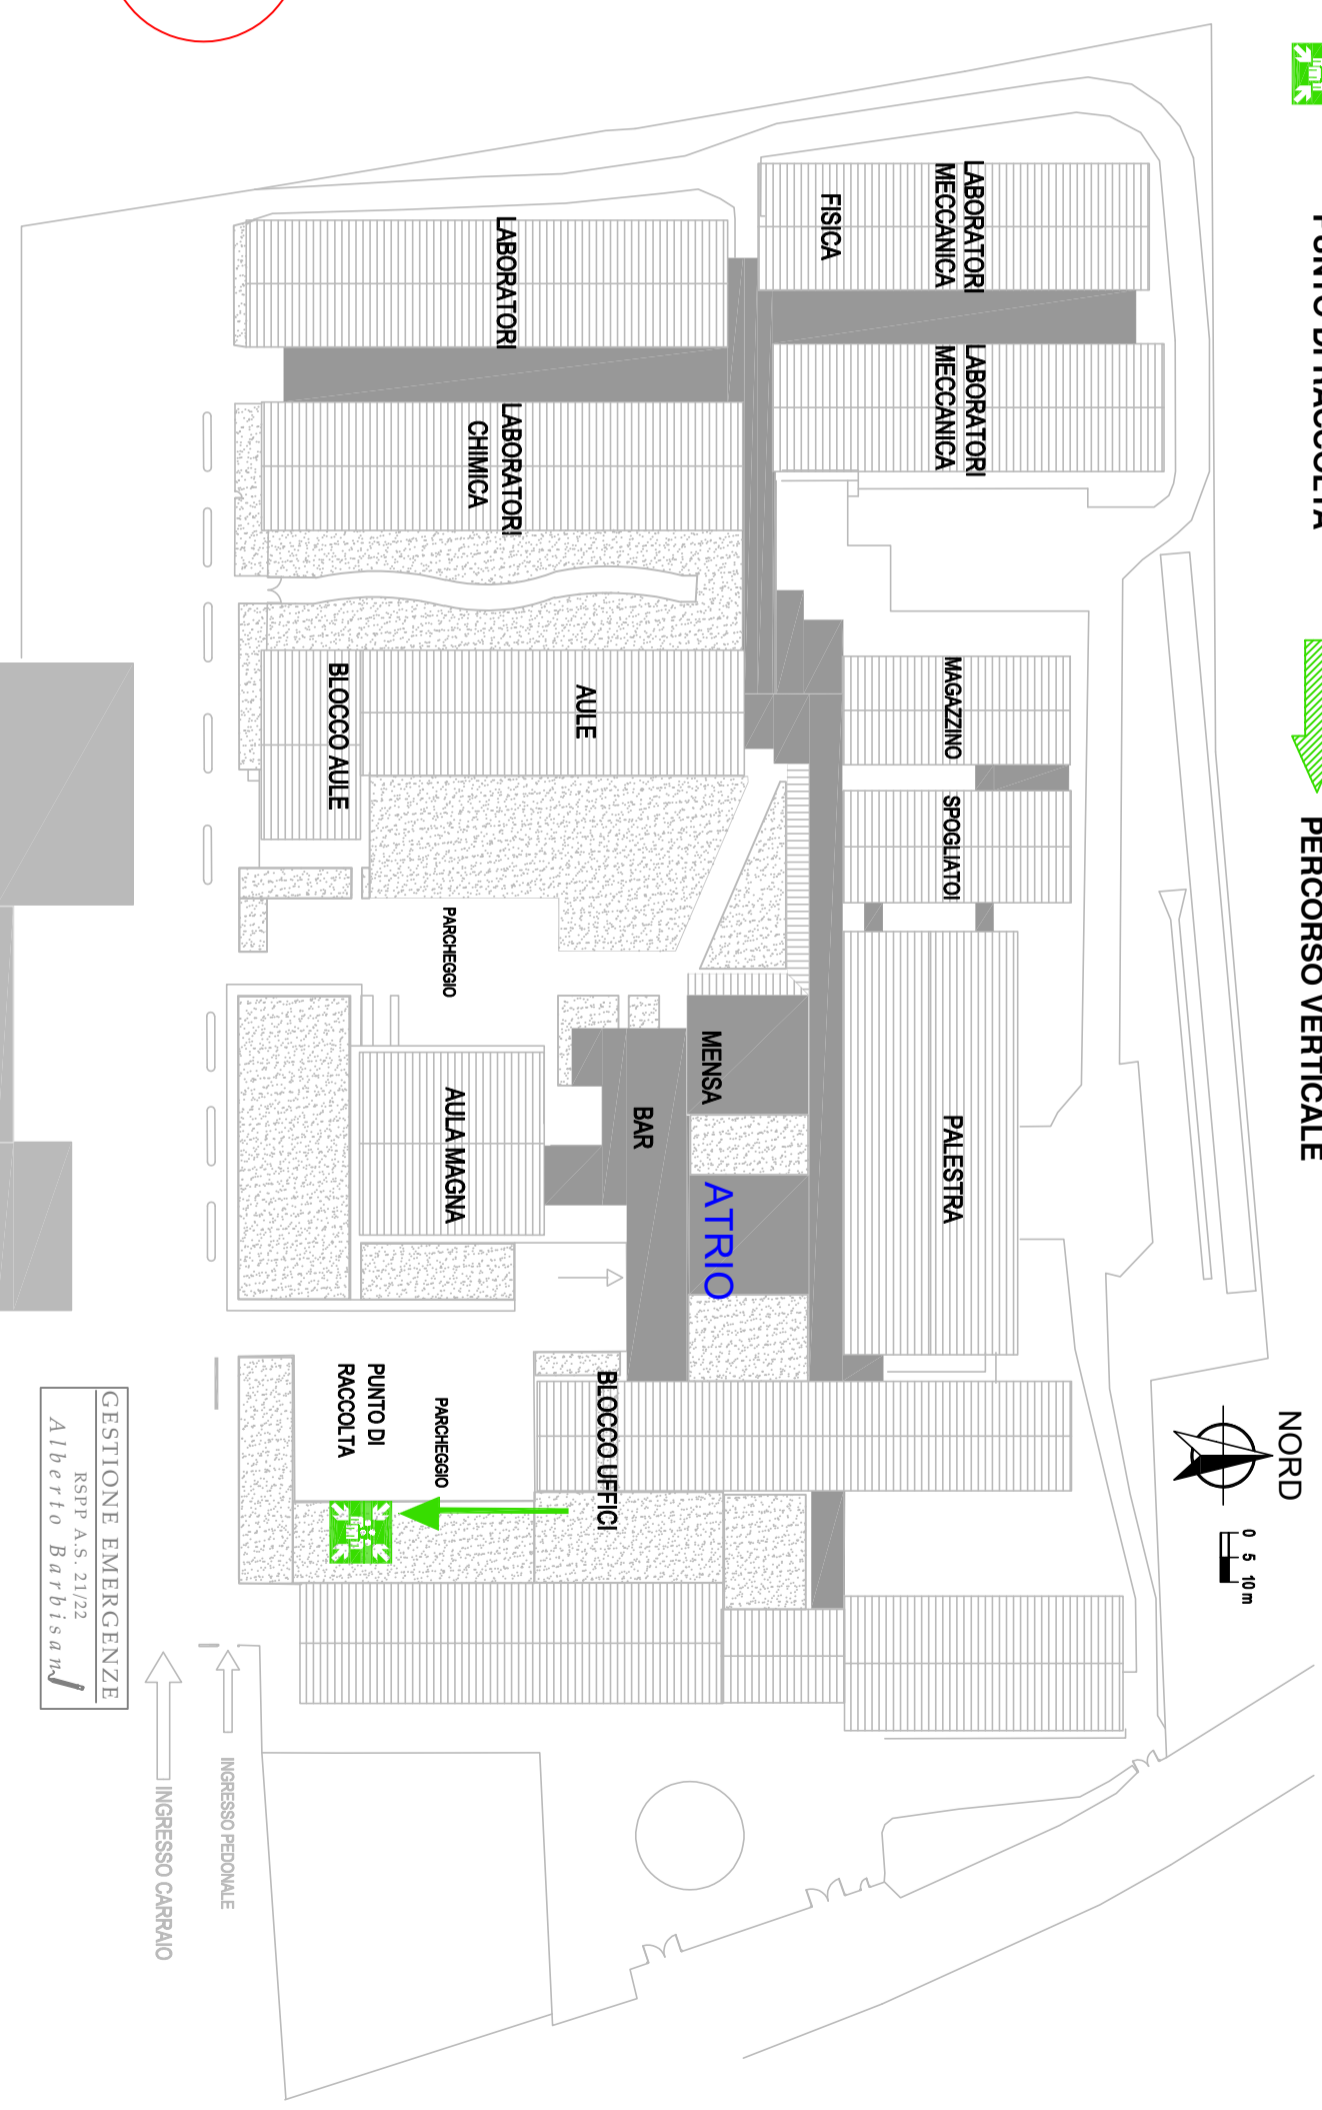 PUNTO DI RACCOLTA
PERCORSO VERTICALE
NORD
0 5 10m
LABORATORI
MECCANICA
FISICA
LABORATORI
MECCANICA
LABORATORI
LABORATORI
CHIMICA
MAGAZZINO
SPOGLIATOI
PALESTRA
AULE
BLOCCO AULE
PARCHEGGIO
MENSA
BAR
ATRIO
AULA MAGNA
BLOCCO UFFICI
PARCHEGGIO
PUNTO DI
RACCOLTA
INGRESSO PEDONALE
INGRESSO CARRAIO
GESTIONE EMERGENZE
RSPP A.S. 21/22
Alberto Barbisan